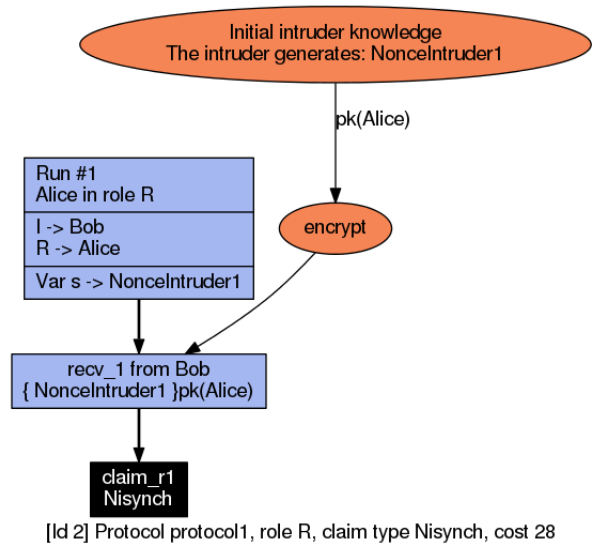 Initial intruder knowledge
The intruder generates: NonceIntruder1
pk(Alice)
Run #1
Alice in role R
I -> Bob
R -> Alice
Var s -> NonceIntruder1
encrypt
recv_1 from Bob
{ NonceIntruder1 }pk(Alice)
claim_r1
Nisynch
[Id 2] Protocol protocol1, role R, claim type Nisynch, cost 28